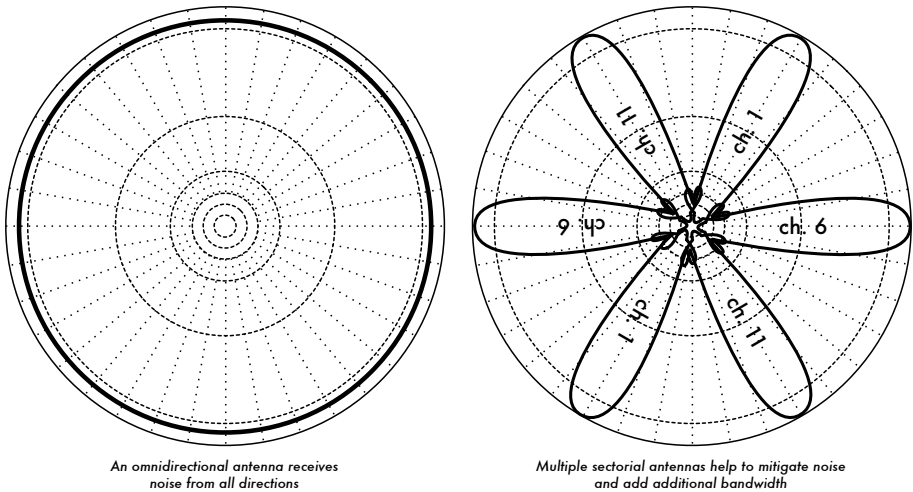 ch. 11
ch. 1
ch. 6
ch. 6
ch. 1
ch. 11
An omnidirectional antenna receives
noise from all directions
Multiple sectorial antennas help to mitigate noise
and add additional bandwidth